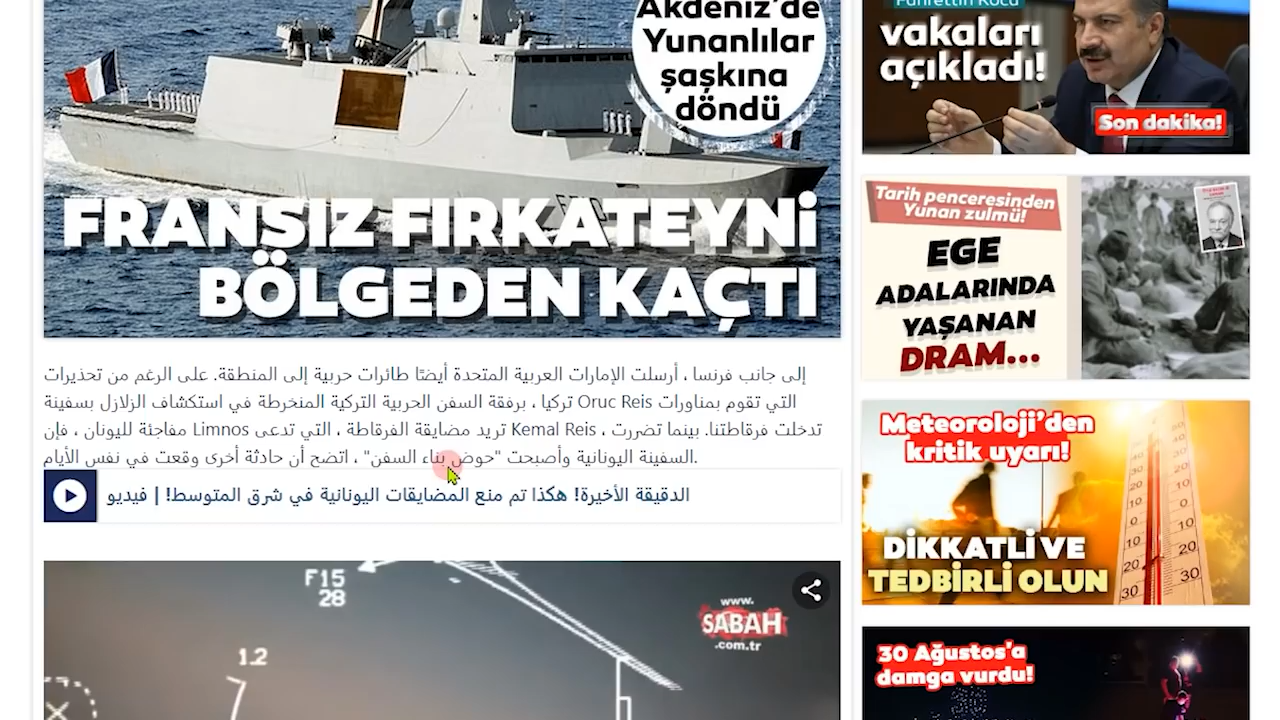 Akdeniz'de
Yunanlılar
şaşkına
döndü
FRANSIZ FIRKATEYNİ
BÖLGEDEN KAÇTI
إلى جانب فرنسا ، أرسلت الإمارات العربية المتحدة أيضًا طائرات حربية إلى المنطقة. على الرغم من تحذيرات
التي تقوم بمناورات Oruc Reis تركيا ، برفقة السفن الحربية التركية المنخرطة في استكشاف الزلازل بسفينة
تدخلت فرقاطتنا. بينما تضررت ، Kemal Reis تريد مضايقة الفرقاطة ، التي تدعى Limnos مفاجئة لليونان ، فإن
السفينة اليونانية وأصبحت "حوض بناء السفن" ، اتضح أن حادثة أخرى وقعت في نفس الأيام.
الدقيقة الأخيرة! هكذا تم منع المضايقات اليونانية في شرق المتوسط! | فيديو
F15
28
1.2
www.
SABAH
.com.tr
Fahrettin Koca
vakaları
açıkladı!
Son dakika!
Tarih penceresinden
Yunan zulmü!
EGE
ADALARINDA
YAŞANAN
DRAM...
Meteoroloji'den
kritik uyarı!
DİKKATLİ VE
TEDBİRLİ OLUN
30 Ağustos'a
damga vurdu!